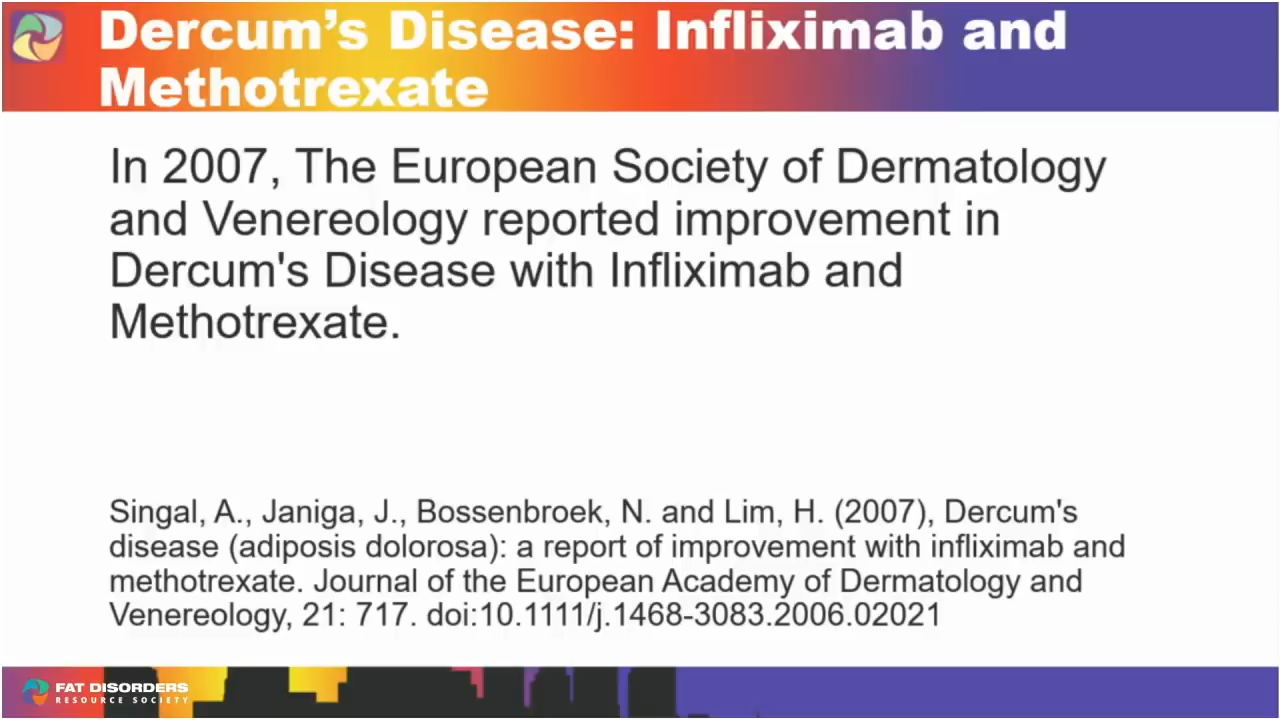 Dercum’s Disease: Infliximab and
Methotrexate
In 2007, The European Society of Dermatology
and Venereology reported improvement in
Dercum's Disease with Infliximab and
Methotrexate.
Singal, A., Janiga, J., Bossenbroek, N. and Lim, H. (2007), Dercum's
disease (adiposis dolorosa): a report of improvement with infliximab and
methotrexate. Journal of the European Academy of Dermatology and
Venereology, 21: 717. doi:10.1111/j.1468-3083.2006.02021
FAT DISORDERS
RESOURCE SOCIETY